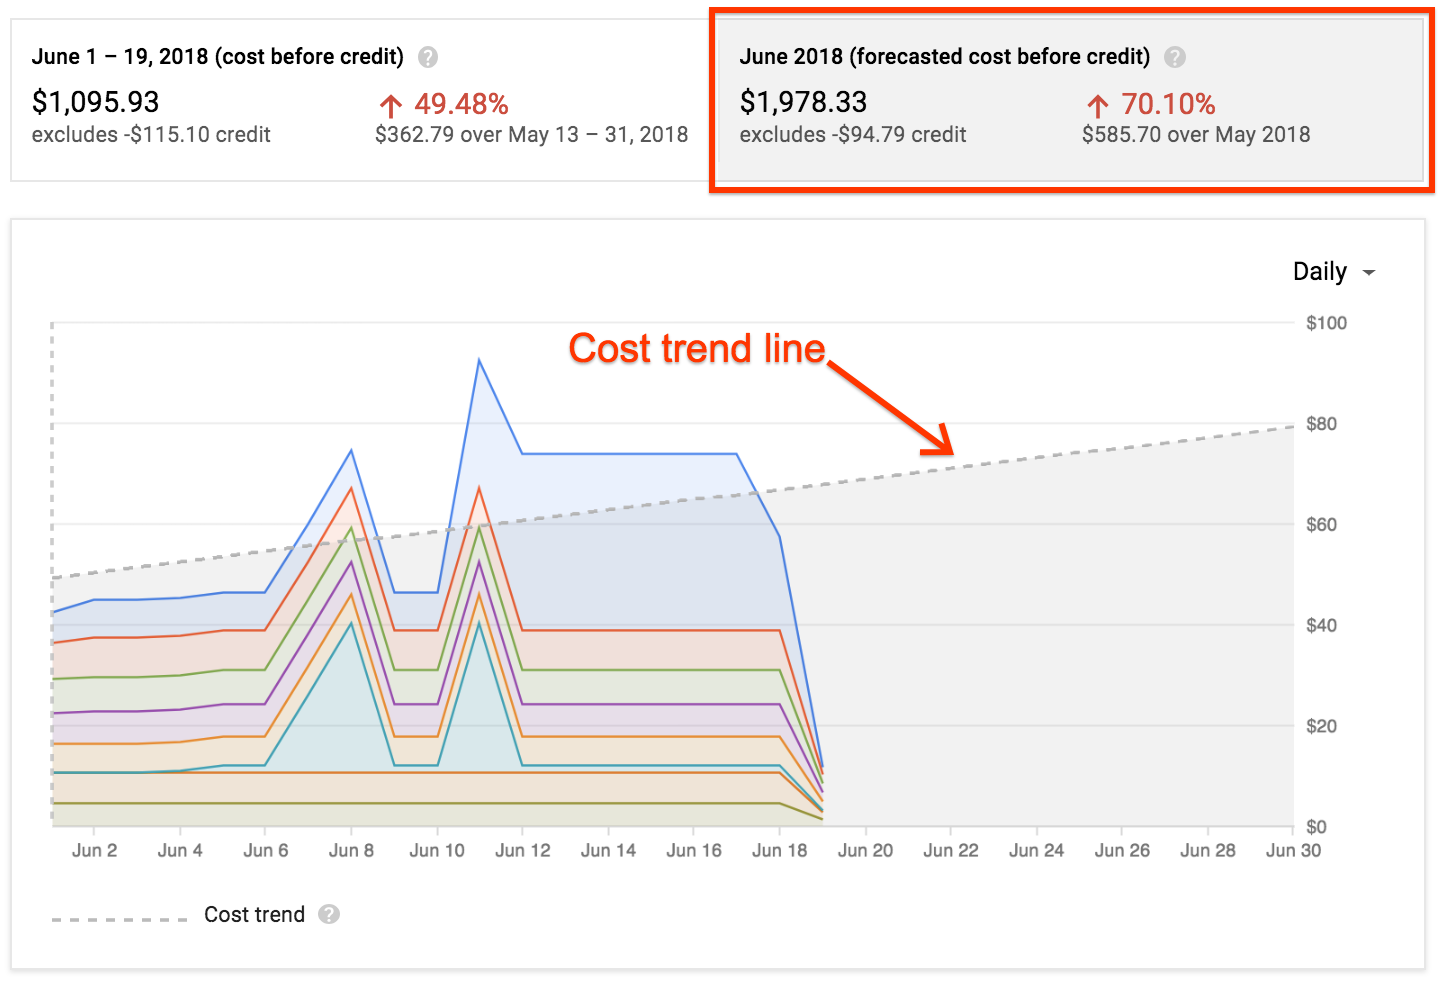 June 1 – 19, 2018 (cost before credit) ?
$1,095.93
↑ 49.48%
excludes -$115.10 credit
$362.79 over May 13 – 31, 2018
June 2018 (forecasted cost before credit) ?
$1,978.33
↑ 70.10%
excludes -$94.79 credit
$585.70 over May 2018
Daily
Cost trend line
$100
$80
$60
$40
$20
$0
Jun 2 Jun 4 Jun 6 Jun 8 Jun 10 Jun 12 Jun 14 Jun 16 Jun 18 Jun 20 Jun 22 Jun 24 Jun 26 Jun 28 Jun 30
Cost trend ?